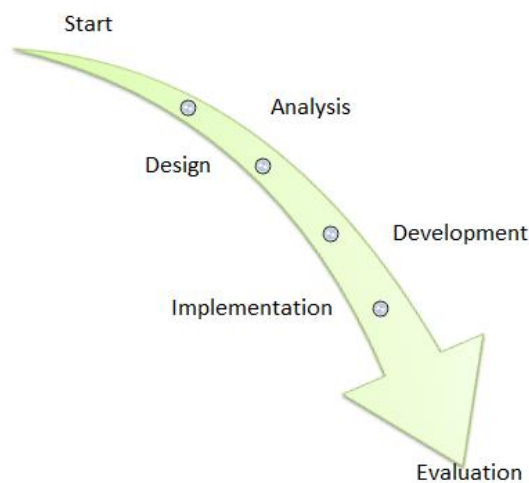 Start
Analysis
Design
Development
Implementation
Evaluation